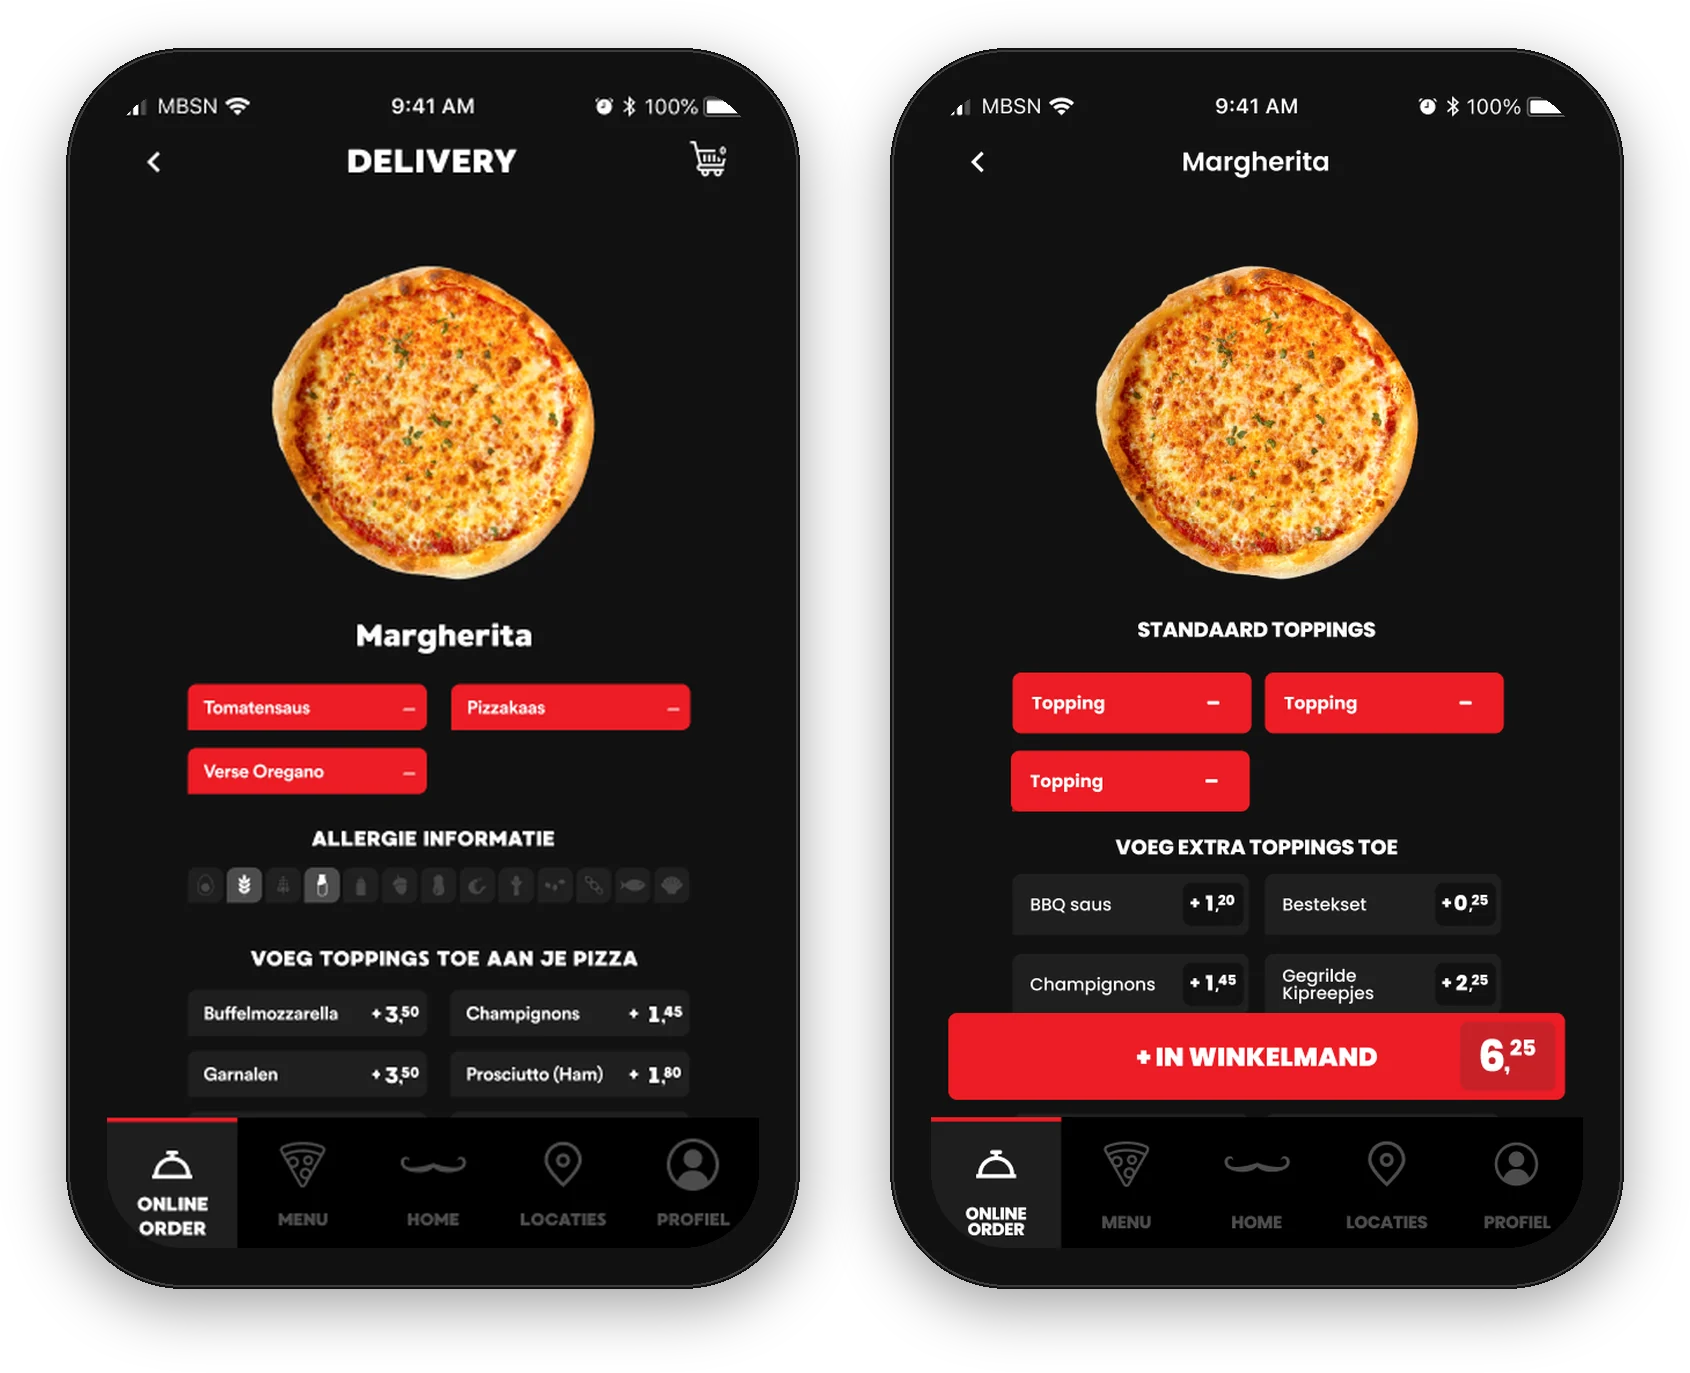 MBSN
9:41 AM
100%
DELIVERY
Margherita
Tomatensaus –
Pizzakaas –
Verse Oregano –
ALLERGIE INFORMATIE
VOEG TOPPINGS TOE AAN JE PIZZA
Buffelmozzarella + 3,50
Champignons + 1,45
Garnalen + 3,50
Prosciutto (Ham) + 1,80
ONLINE
ORDER
MENU
HOME
LOCATIES
PROFIEL
MBSN
9:41 AM
100%
Margherita
STANDAARD TOPPINGS
Topping –
Topping –
Topping –
VOEG EXTRA TOPPINGS TOE
BBQ saus + 1,20
Bestekset +0,25
Champignons + 1,45
Gegrilde
Kipreepjes + 2,25
+ IN WINKELMAND 6,25
ONLINE
ORDER
MENU
HOME
LOCATIES
PROFIEL